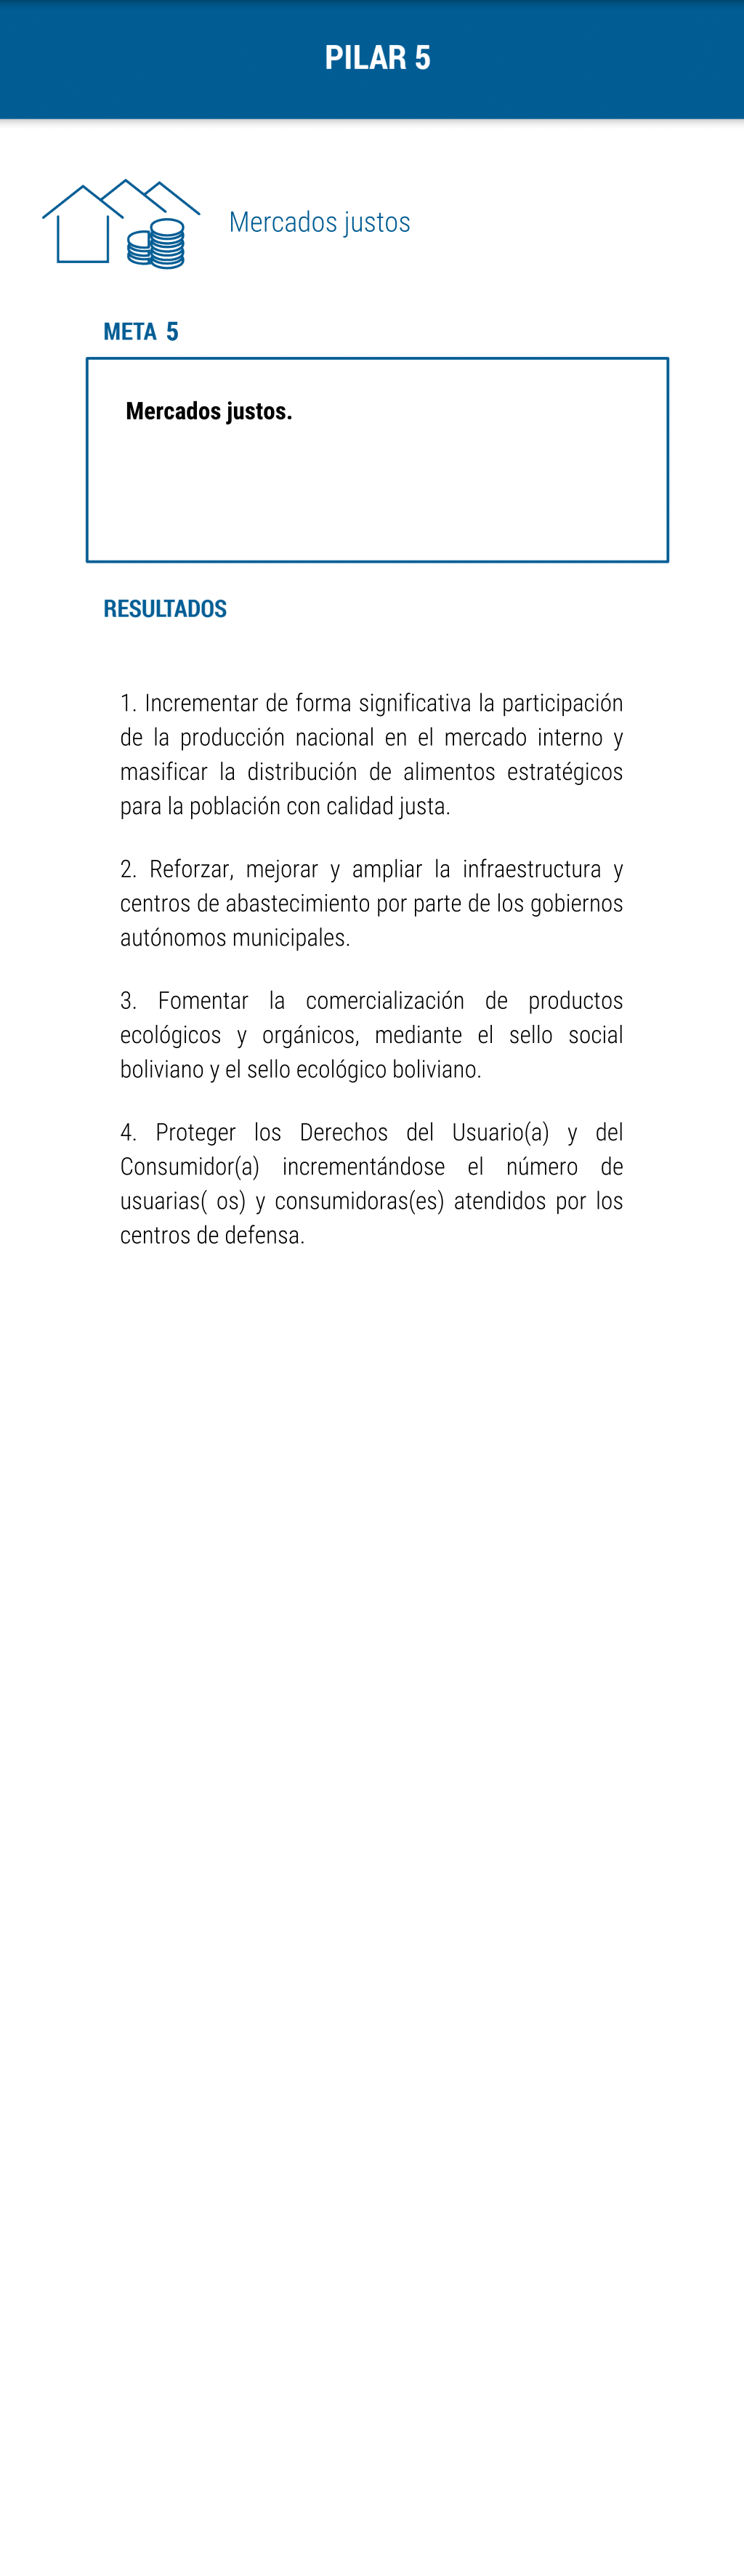 PILAR 5
Mercados justos
META 5
Mercados justos.
RESULTADOS
1. Incrementar de forma significativa la participación
de la producción nacional en el mercado interno y
masificar la distribución de alimentos estratégicos
para la población con calidad justa.
2. Reforzar, mejorar y ampliar la infraestructura y
centros de abastecimiento por parte de los gobiernos
autónomos municipales.
3. Fomentar la comercialización de productos
ecológicos y orgánicos, mediante el sello social
boliviano y el sello ecológico boliviano.
4. Proteger los Derechos del Usuario(a) y del
Consumidor(a) incrementándose el número de
usuarias( os) y consumidoras(es) atendidos por los
centros de defensa.